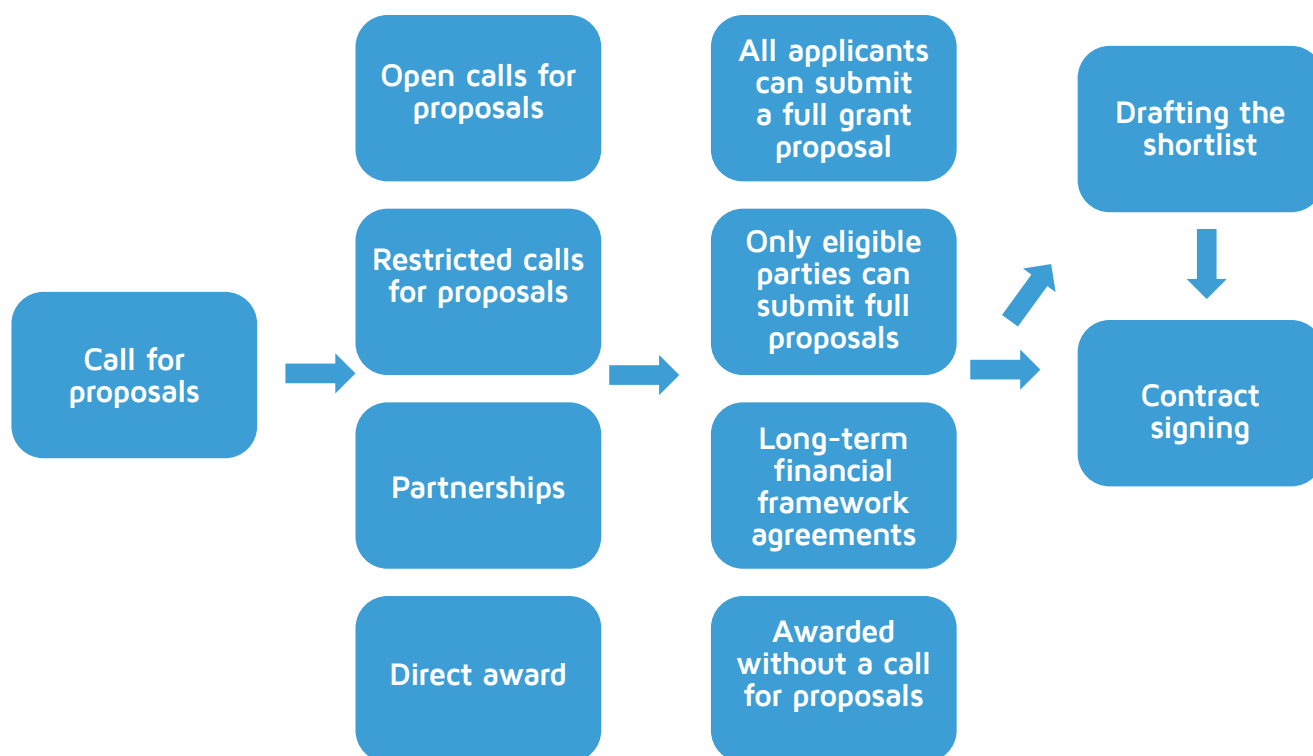 Call for
proposals
Open calls for
proposals
Restricted calls
for proposals
Partnerships
Direct award
All applicants
can submit
a full grant
proposal
Only eligible
parties can
submit full
proposals
Long-term
financial
framework
agreements
Awarded
without a call
for proposals
Drafting the
shortlist
Contract
signing